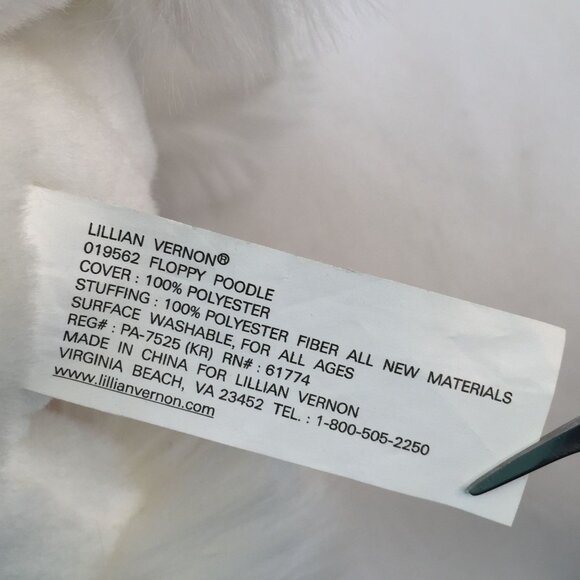 LILLIAN VERNON®
019562 FLOPPY POODLE
COVER : 100% POLYESTER
STUFFING : 100% POLYESTER FIBER ALL NEW MATERIALS
SURFACE WASHABLE, FOR ALL AGES
REG# : PA-7525 (KR) RN# : 61774
MADE IN CHINA FOR LILLIAN VERNON
VIRGINIA BEACH, VA 23452 TEL. : 1-800-505-2250
www.lillianvernon.com